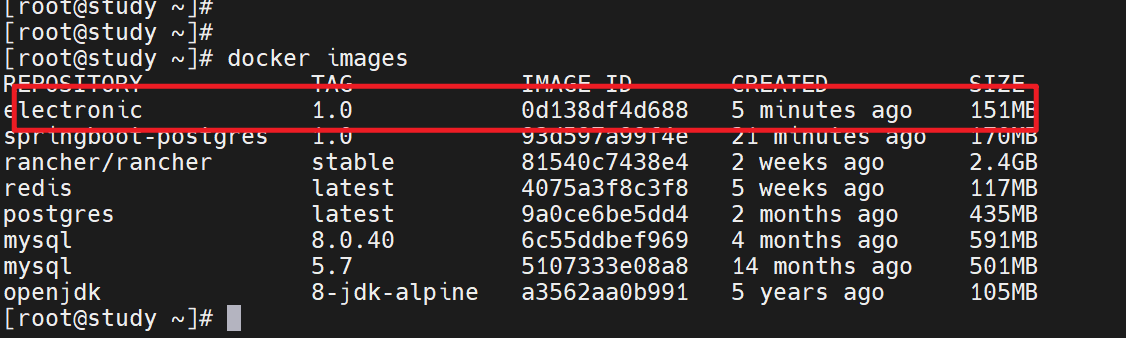 [root@study ~]#
[root@study ~]#
[root@study ~]# docker images
REPOSITORY TAG IMAGE ID CREATED SIZE
electronic 1.0 0d138df4d688 5 minutes ago 151MB
springboot-postgres 1.0 93d597a99f4e 21 minutes ago 170MB
rancher/rancher stable 81540c7438e4 2 weeks ago 2.4GB
redis latest 4075a3f8c3f8 5 weeks ago 117MB
postgres latest 9a0ce6be5dd4 2 months ago 435MB
mysql 8.0.40 6c55ddbef969 4 months ago 591MB
mysql 5.7 5107333e08a8 14 months ago 501MB
openjdk 8-jdk-alpine a3562aa0b991 5 years ago 105MB
[root@study ~]#